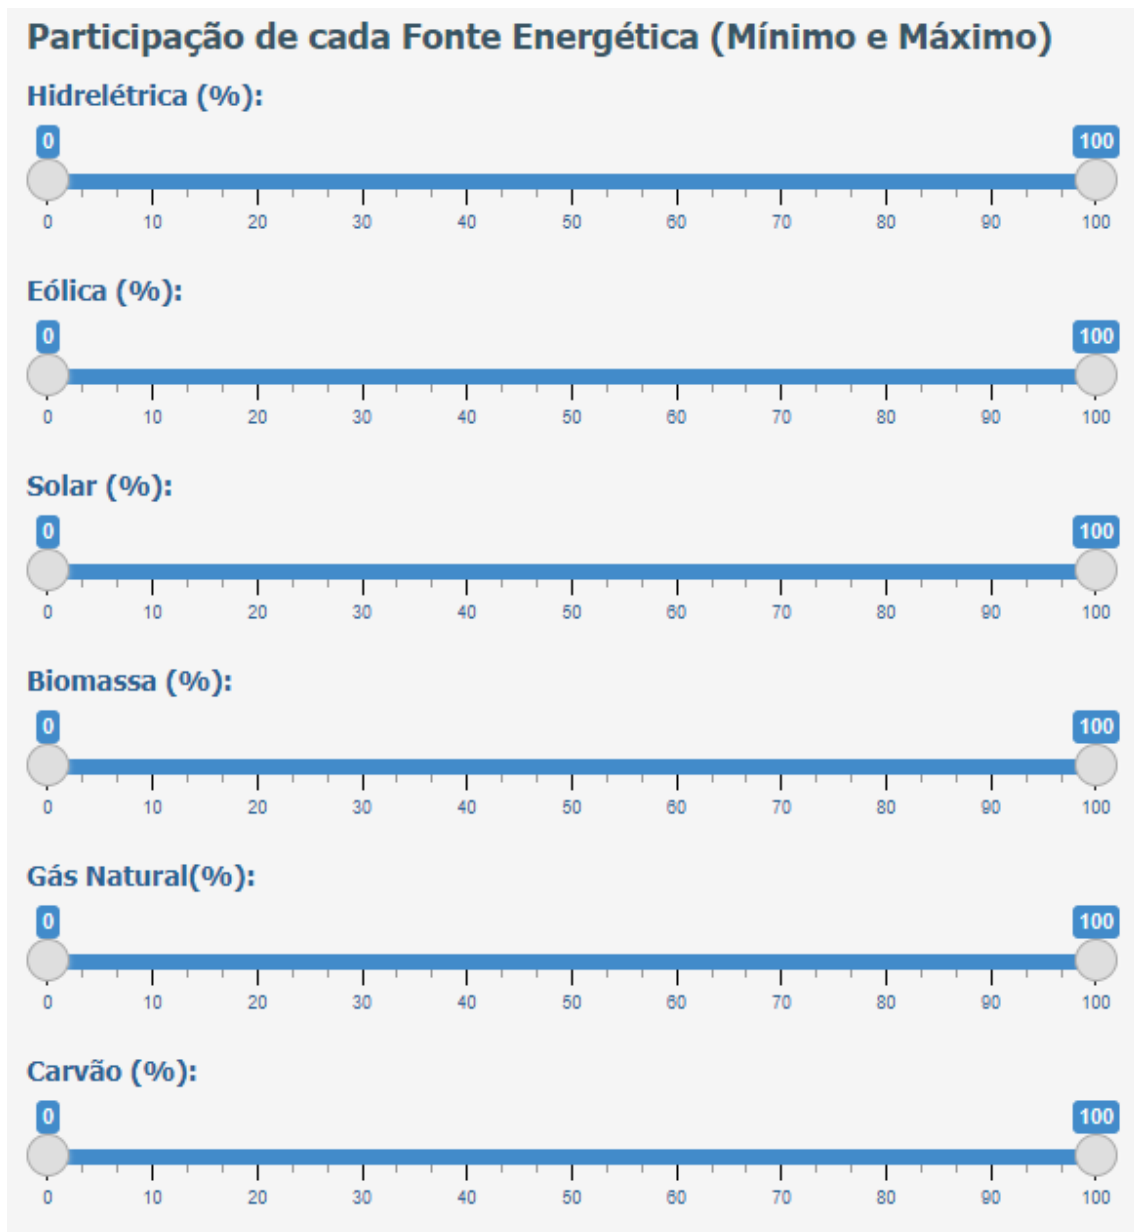 Participação de cada Fonte Energética (Mínimo e Máximo)
Hidrelétrica (%):
0 100
0 10 20 30 40 50 60 70 80 90 100
Eólica (%):
0 100
0 10 20 30 40 50 60 70 80 90 100
Solar (%):
0 100
0 10 20 30 40 50 60 70 80 90 100
Biomassa (%):
0 100
0 10 20 30 40 50 60 70 80 90 100
Gás Natural(%):
0 100
0 10 20 30 40 50 60 70 80 90 100
Carvão (%):
0 100
0 10 20 30 40 50 60 70 80 90 100